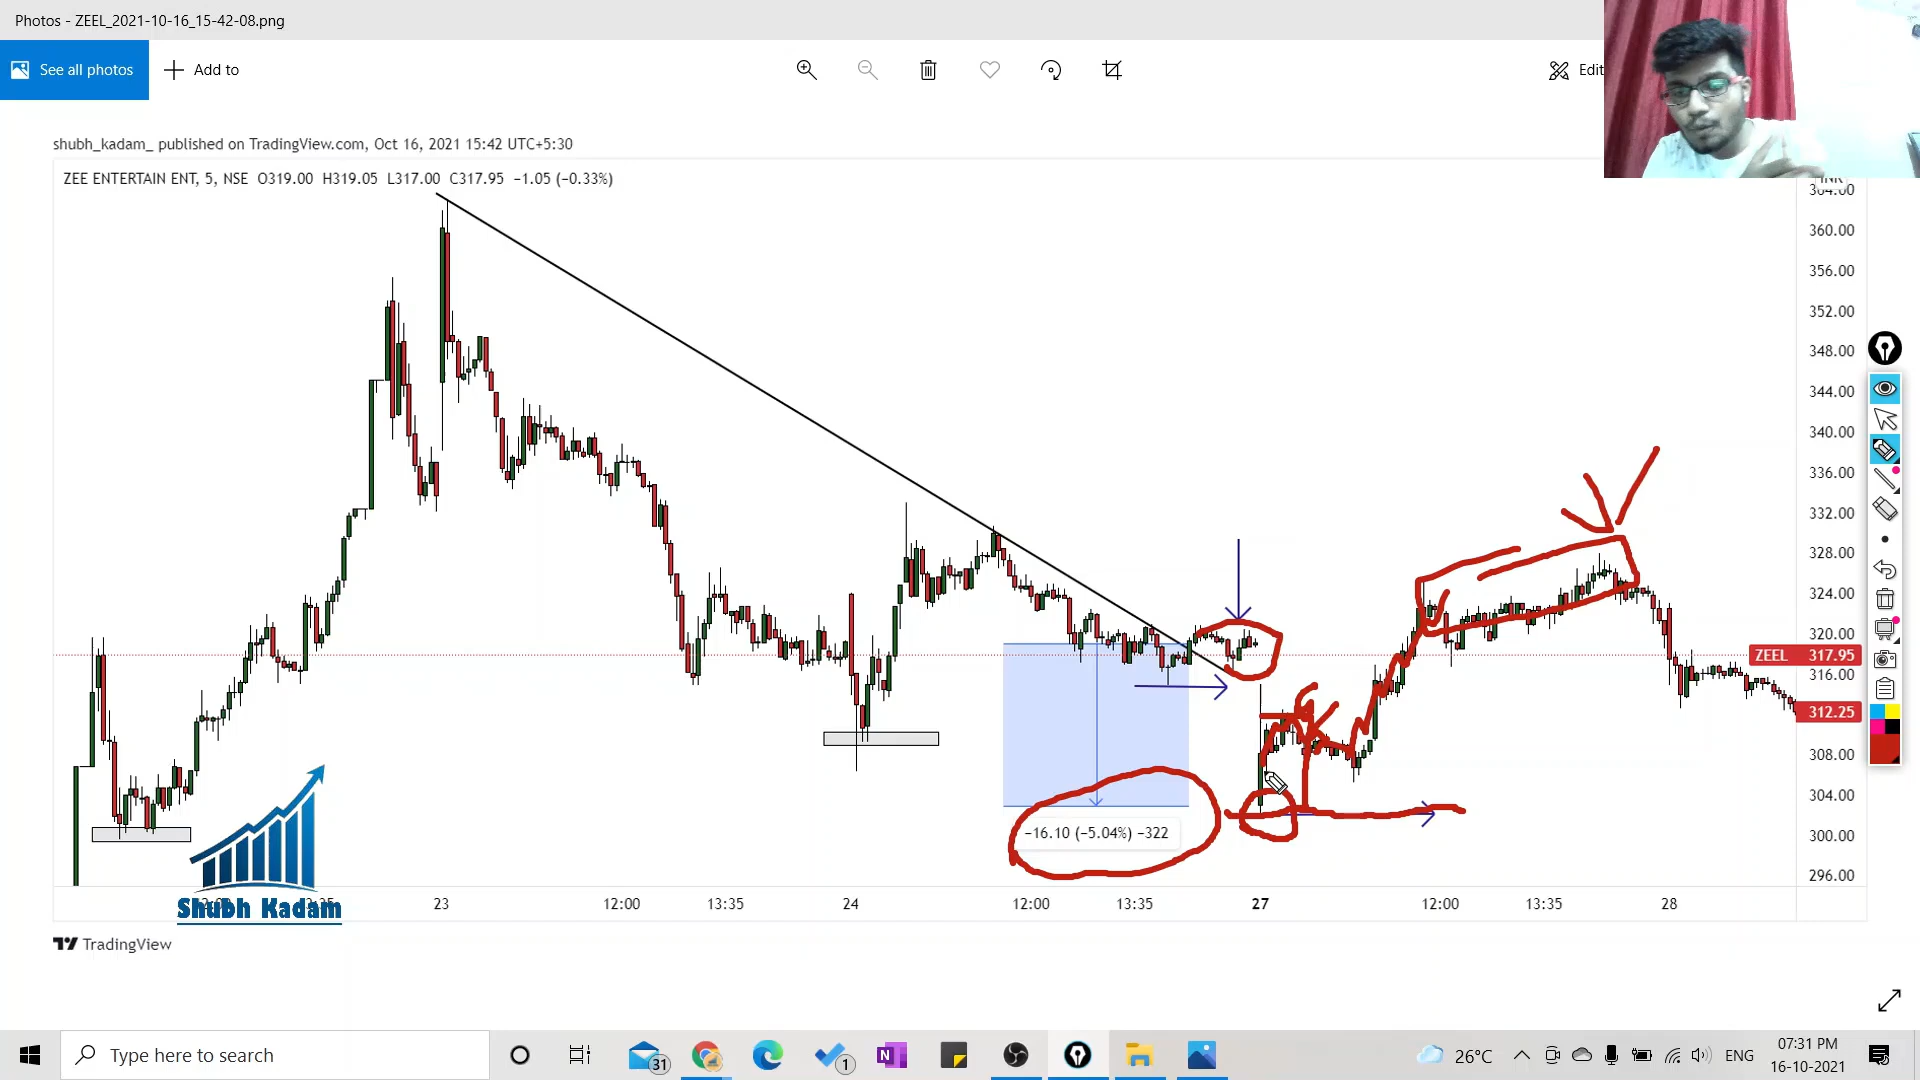 Photos - ZEEL_2021-10-16_15-42-08.png
See all photos
Add to
Edit
shubh_kadam_ published on TradingView.com, Oct 16, 2021 15:42 UTC+5:30
ZEE ENTERTAIN ENT, 5, NSE O319.00 H319.05 L317.00 C317.95 −1.05 (−0.33%)
364.00
360.00
356.00
352.00
348.00
344.00
340.00
336.00
332.00
328.00
324.00
320.00
ZEEL 317.95
316.00
312.25
308.00
304.00
300.00
296.00
−16.10 (−5.04%) −322
Shubh Kadam
23 12:00 13:35 24 12:00 13:35 27 12:00 13:35 28
TradingView
Type here to search
31
1
26°C
ENG
07:31 PM
16-10-2021